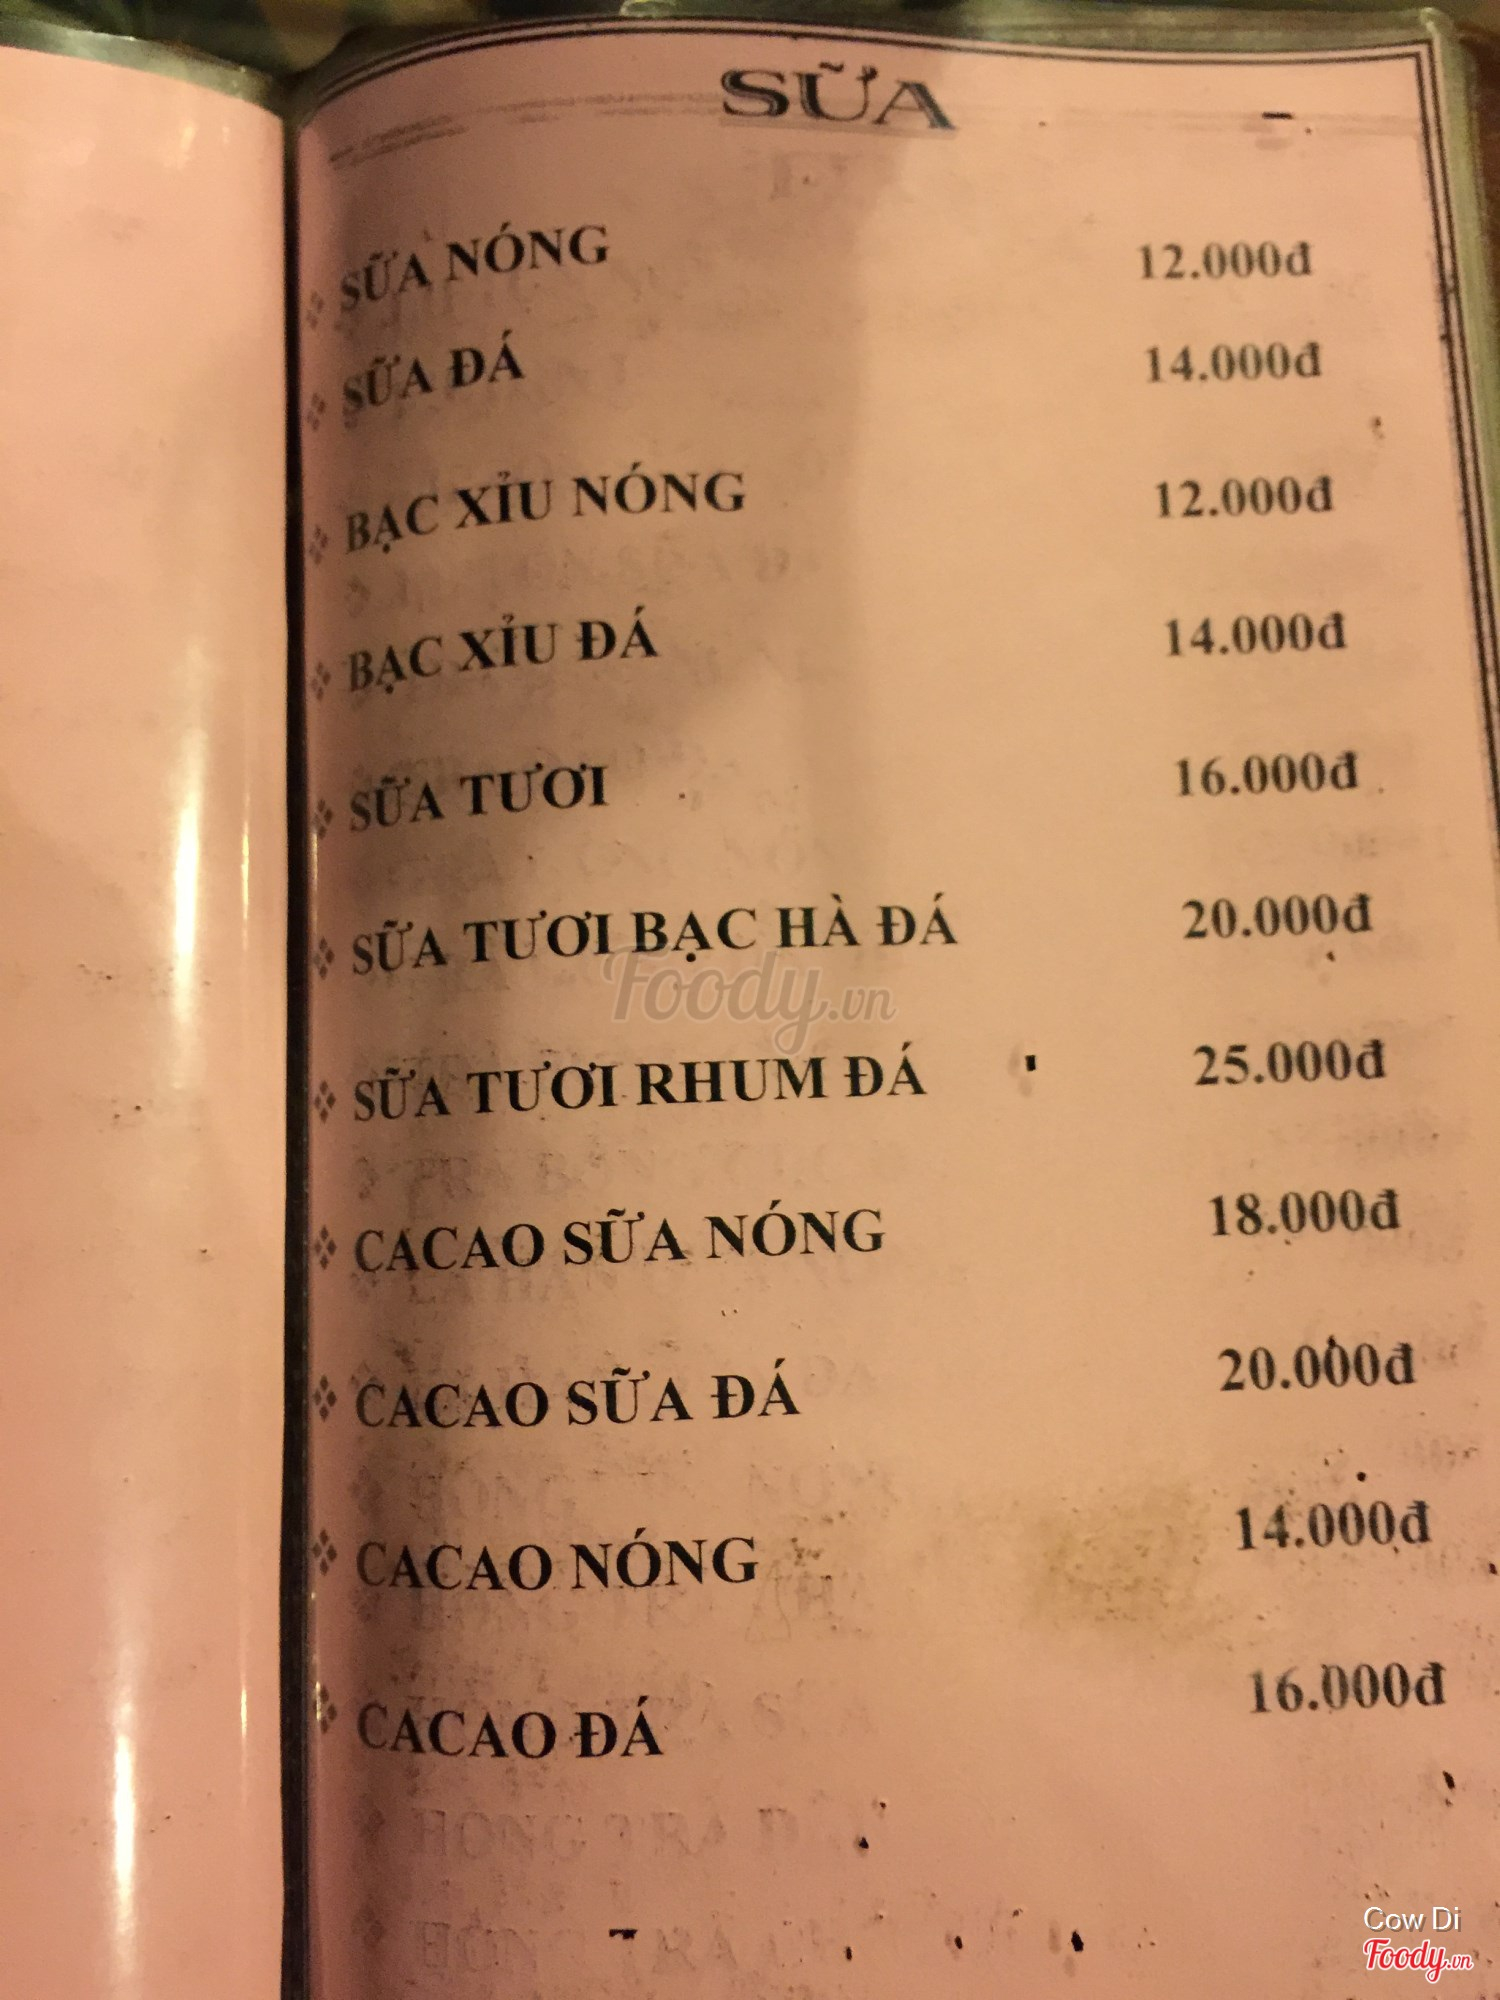 SỮA
SỮA NÓNG 12.000đ
SỮA ĐÁ 14.000đ
BẠC XỈU NÓNG 12.000đ
BẠC XỈU ĐÁ 14.000đ
SỮA TƯƠI 16.000đ
SỮA TƯƠI BẠC HÀ ĐÁ 20.000đ
Foody.vn
SỮA TƯƠI RHUM ĐÁ 25.000đ
CACAO SỮA NÓNG 18.000đ
CACAO SỮA ĐÁ 20.000đ
CACAO NÓNG 14.000đ
CACAO ĐÁ 16.000đ
Cow Di
Foody.vn